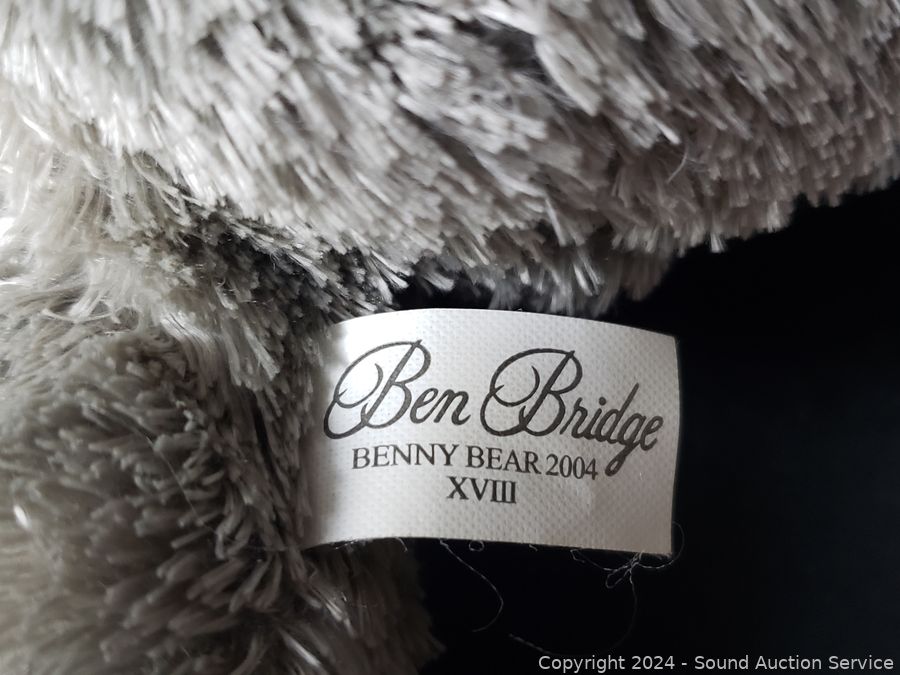 Ben Bridge
BENNY BEAR 2004
XVIII
Copyright 2024 - Sound Auction Service